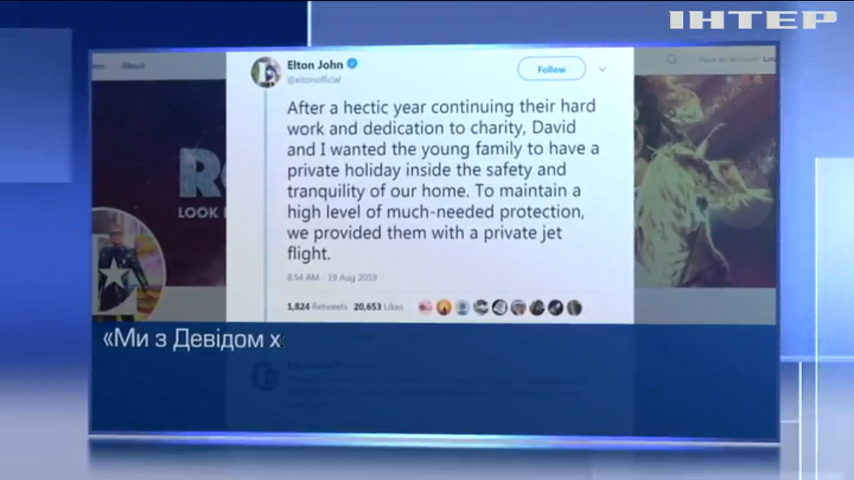 ІНТЕР
About
Elton John
@eltonofficial
Follow
After a hectic year continuing their hard
work and dedication to charity, David
and I wanted the young family to have a
private holiday inside the safety and
tranquility of our home. To maintain a
high level of much-needed protection,
we provided them with a private jet
flight.
8:54 AM · 19 Aug 2019
1,824 Retweets 20,653 Likes
Have an account?
LOOK
«Ми з Девідом х